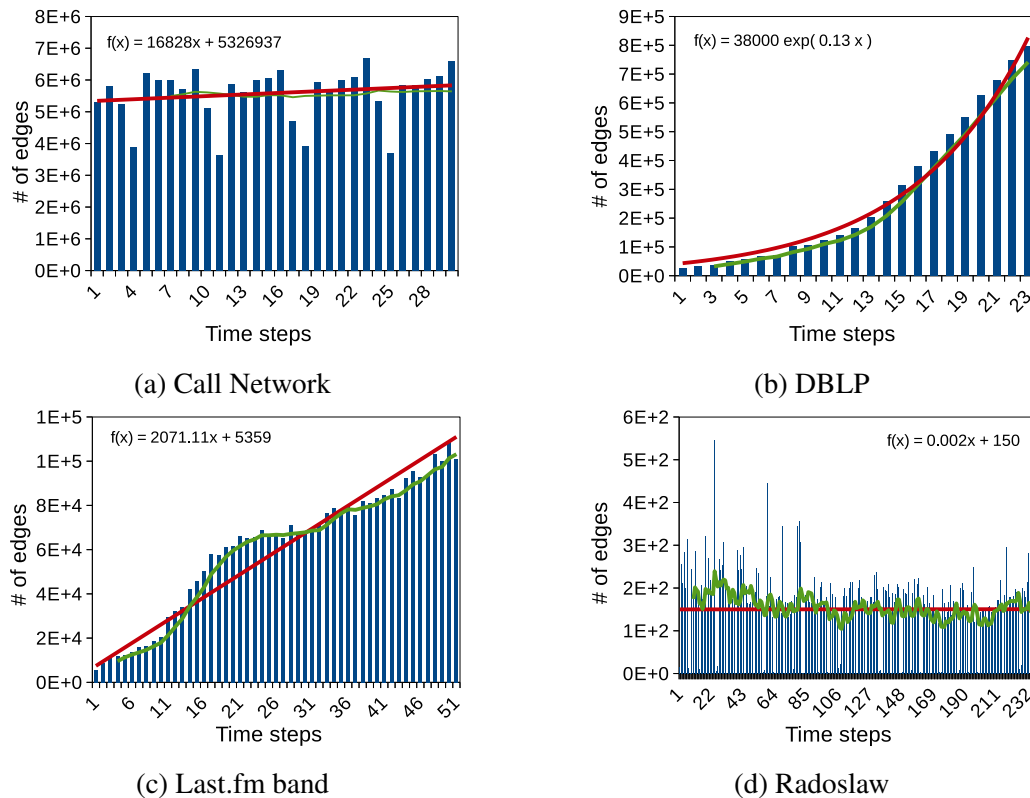 8E+6
7E+6
6E+6
5E+6
4E+6
3E+6
2E+6
1E+6
0E+0
# of edges
f(x) = 16828x + 5326937
1 4 7 10 13 16 19 22 25 28
Time steps
(a) Call Network
9E+5
8E+5
7E+5
6E+5
5E+5
4E+5
3E+5
2E+5
1E+5
0E+0
# of edges
f(x) = 38000 exp( 0.13 x )
1 3 5 7 9 11 13 15 17 19 21 23
Time steps
(b) DBLP
1E+5
1E+5
8E+4
6E+4
4E+4
2E+4
0E+0
# of edges
f(x) = 2071.11x + 5359
1 6 11 16 21 26 31 36 41 46 51
Time steps
(c) Last.fm band
6E+2
5E+2
4E+2
3E+2
2E+2
1E+2
0E+0
# of edges
f(x) = 0.002x + 150
1 22 43 64 85 106 127 148 169 190 211 232
Time steps
(d) Radoslaw